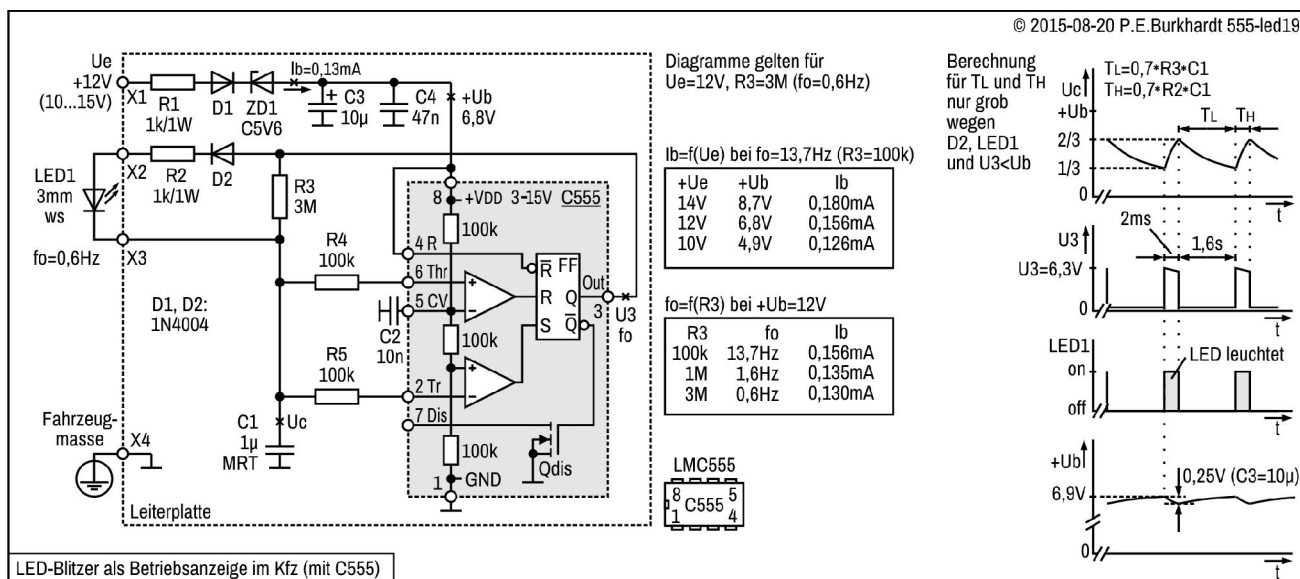 © 2015-08-20 P.E.Burkhardt 555-led19
Ue
+12V
(10...15V)
X1
R1
1k/1W
D1
ZD1
C5V6
Ib=0,13mA
+
C3
10µ
C4
47n
+Ub
6,8V
X2
R2
1k/1W
D2
LED1
3mm
ws
R3
3M
X3
fo=0,6Hz
D1, D2:
1N4004
R4
100k
R5
100k
C2
10n
C1
1µ
MRT
Uc
Fahrzeug-
masse
X4
Leiterplatte
8
+VDD 3-15V C555
100k
4 R
6 Thr
5 CV
100k
2 Tr
7 Dis
100k
1
GND
+
-
+
-
R FF
R Q
S Q
Out
3
U3
fo
Qdis
Diagramme gelten für
Ue=12V, R3=3M (fo=0,6Hz)
Ib=f(Ue) bei fo=13,7Hz (R3=100k)
+Ue +Ub Ib
14V 8,7V 0,180mA
12V 6,8V 0,156mA
10V 4,9V 0,126mA
fo=f(R3) bei +Ub=12V
R3 fo Ib
100k 13,7Hz 0,156mA
1M 1,6Hz 0,135mA
3M 0,6Hz 0,130mA
LMC555
8 5
C555
1 4
Berechnung
für TL und TH
nur grob
wegen
D2, LED1
und U3<Ub
TL=0,7*R3*C1
TH=0,7*R2*C1
Uc
+Ub
2/3
1/3
0
TL
TH
t
2ms
1,6s
U3
U3=6,3V
t
LED1
on
off
LED leuchtet
t
+Ub
6,9V
0,25V (C3=10µ)
0
t
LED-Blitzer als Betriebsanzeige im Kfz (mit C555)